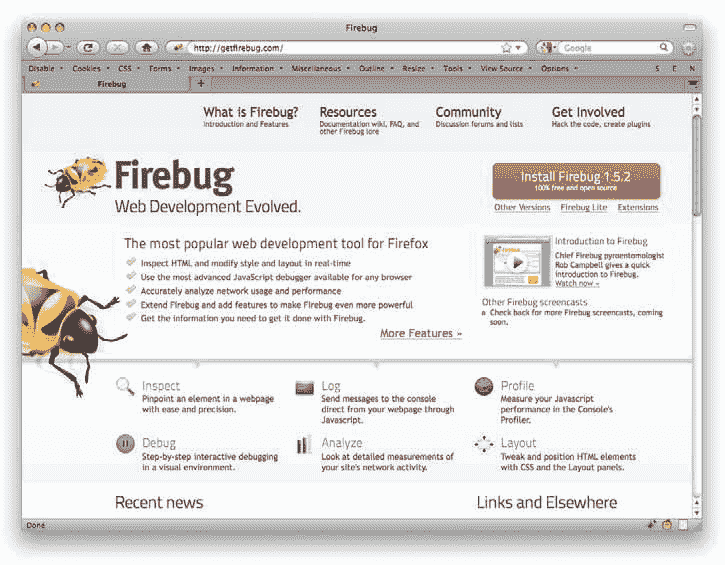 Firebug
http://getfirebug.com/
Google
Disable Cookies CSS Forms Images Information Miscellaneous Outline Resize Tools View Source Options S E N
Firebug
What is Firebug? Resources Community Get Involved
Introduction and Features Documentation wiki, FAQ, and Discussion forums and lists Hack the code, create plugins
other Firebug lore
Firebug
Web Development Evolved.
Install Firebug 1.5.2
100% free and open source
Other Versions Firebug Lite Extensions
The most popular web development tool for Firefox
Inspect HTML and modify style and layout in real-time
Use the most advanced JavaScript debugger available for any browser
Accurately analyze network usage and performance
Extend Firebug and add features to make Firebug even more powerful
Get the information you need to get it done with Firebug.
More Features »
Introduction to Firebug
Chief Firebug pyroentomologist
Rob Campbell gives a quick
introduction to Firebug.
Watch now »
Other Firebug screencasts
Check back for more Firebug screencasts, coming
soon.
Inspect
Pinpoint an element in a webpage
with ease and precision.
Log
Send messages to the console
direct from your webpage through
Javascript.
Profile
Measure your Javascript
performance in the Console's
Profiler.
Debug
Step-by-step interactive debugging
in a visual environment.
Analyze
Look at detailed measurements of
your site's network activity.
Layout
Tweak and position HTML elements
with CSS and the Layout panels.
Recent news
Links and Elsewhere
Done